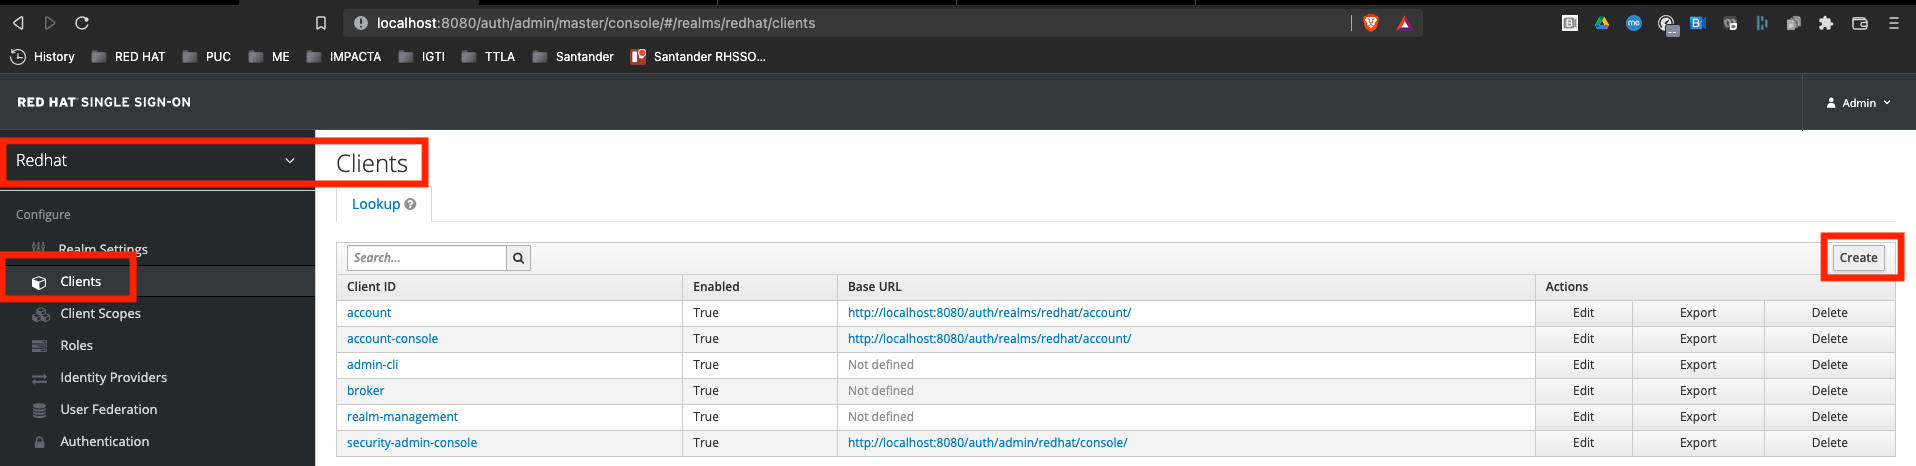 localhost:8080/auth/admin/master/console/#/realms/redhat/clients
History RED HAT PUC ME IMPACTA IGTI TTLA Santander Santander RHSSO...
RED HAT SINGLE SIGN-ON Admin
Redhat
Clients
Lookup
Configure
Realm Settings
Clients
Client Scopes
Roles
Identity Providers
User Federation
Authentication
Search... Create
Client ID Enabled Base URL Actions
account True http://localhost:8080/auth/realms/redhat/account/ Edit Export Delete
account-console True http://localhost:8080/auth/realms/redhat/account/ Edit Export Delete
admin-cli True Not defined Edit Export Delete
broker True Not defined Edit Export Delete
realm-management True Not defined Edit Export Delete
security-admin-console True http://localhost:8080/auth/admin/redhat/console/ Edit Export Delete